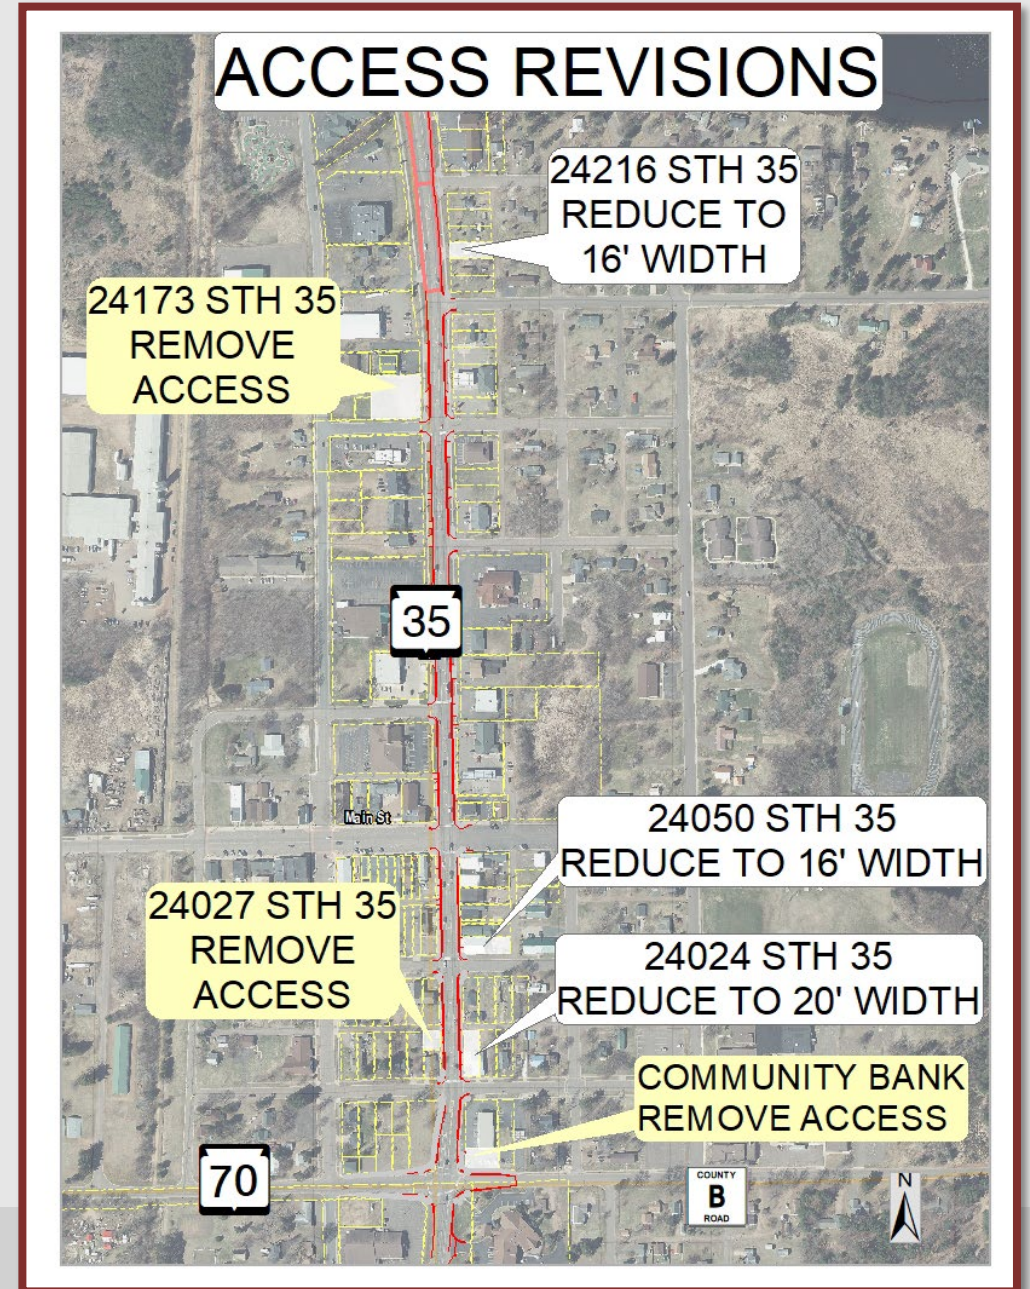 ACCESS REVISIONS
24216 STH 35
REDUCE TO
16' WIDTH
24173 STH 35
REMOVE
ACCESS
35
Main St
24050 STH 35
REDUCE TO 16' WIDTH
24027 STH 35
REMOVE
ACCESS
24024 STH 35
REDUCE TO 20' WIDTH
COMMUNITY BANK
REMOVE ACCESS
70
COUNTY
B
ROAD
N